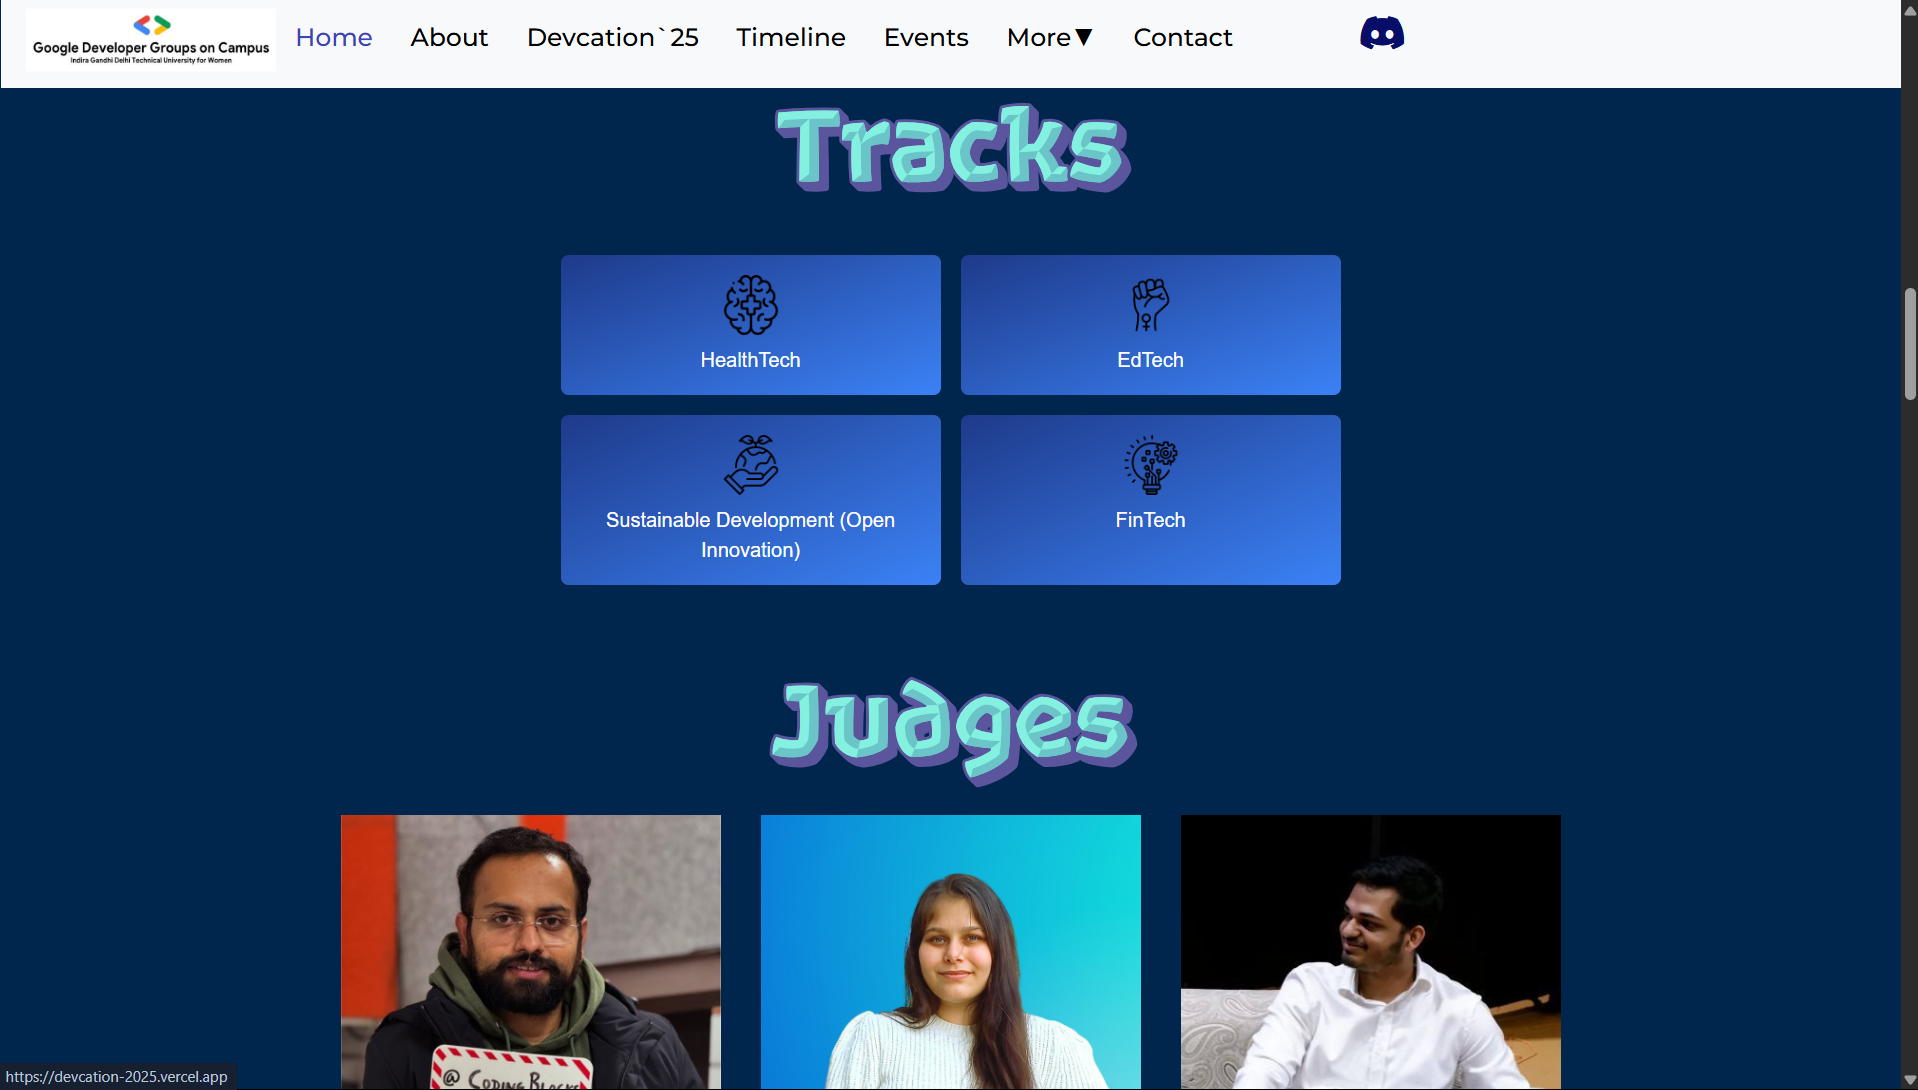 Google Developer Groups on Campus
Indira Gandhi Delhi Technical University for Women
Home About Devcation`25 Timeline Events More▼ Contact
Tracks
HealthTech
EdTech
Sustainable Development (Open
Innovation)
FinTech
Judges
@ CODING BLOCKS
https://devcation-2025.vercel.app